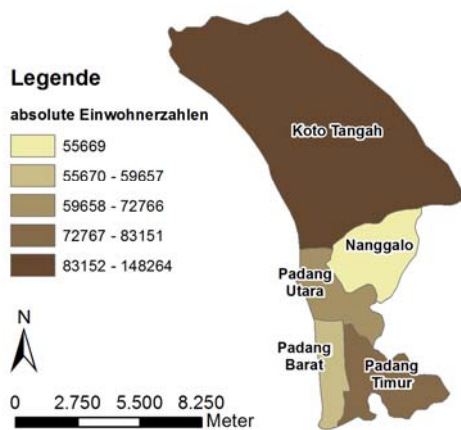 Legende
absolute Einwohnerzahlen
55669
55670 - 59657
59658 - 72766
72767 - 83151
83152 - 148264
Koto Tangah
Nanggalo
Padang
Utara
Padang
Barat
Padang
Timur
N
0 2.750 5.500 8.250
Meter